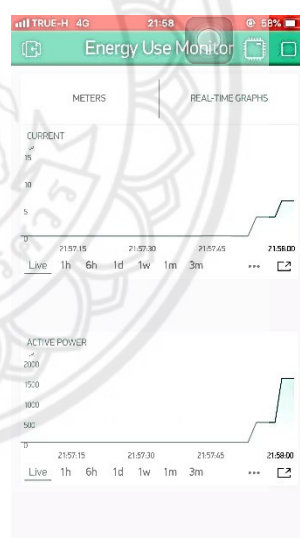 TRUE-H 4G 21:58 58%
Energy Use Monitor
METERS REAL-TIME GRAPHS
CURRENT
15
10
5
0
21:57:15 21:57:30 21:57:45 21:58:00
Live 1h 6h 1d 1w 1m 3m ...
ACTIVE POWER
2000
1500
1000
500
0
21:57:15 21:57:30 21:57:45 21:58:00
Live 1h 6h 1d 1w 1m 3m ...